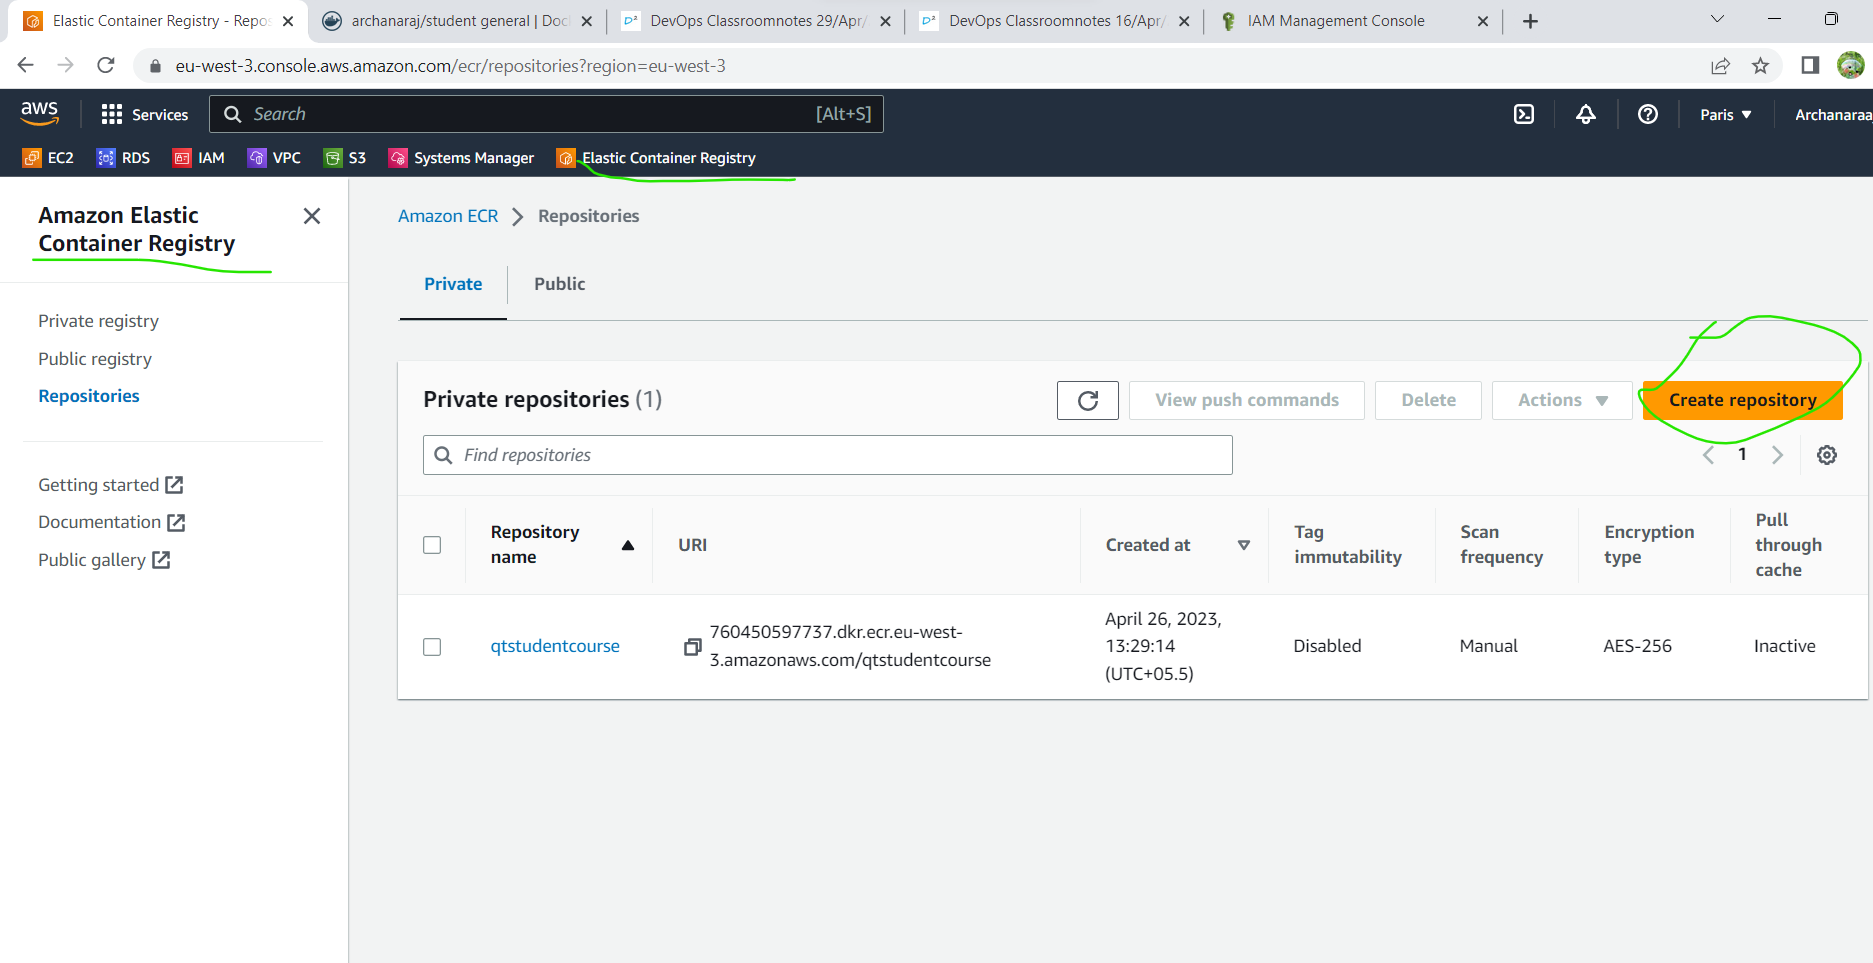 Elastic Container Registry - Repos
archanaraj/student general | Doc
DevOps Classroomnotes 29/Apr/
DevOps Classroomnotes 16/Apr/
IAM Management Console
eu-west-3.console.aws.amazon.com/ecr/repositories?region=eu-west-3
aws
Services
Search
[Alt+S]
Paris
Archanaraa
EC2
RDS
IAM
VPC
S3
Systems Manager
Elastic Container Registry
Amazon Elastic
Container Registry
Private registry
Public registry
Repositories
Getting started
Documentation
Public gallery
Amazon ECR
Repositories
Private
Public
Private repositories (1)
View push commands
Delete
Actions
Create repository
Find repositories
1
Repository
name
URI
Created at
Tag
immutability
Scan
frequency
Encryption
type
Pull
through
cache
qtstudentcourse
760450597737.dkr.ecr.eu-west-
3.amazonaws.com/qtstudentcourse
April 26, 2023,
13:29:14
(UTC+05.5)
Disabled
Manual
AES-256
Inactive